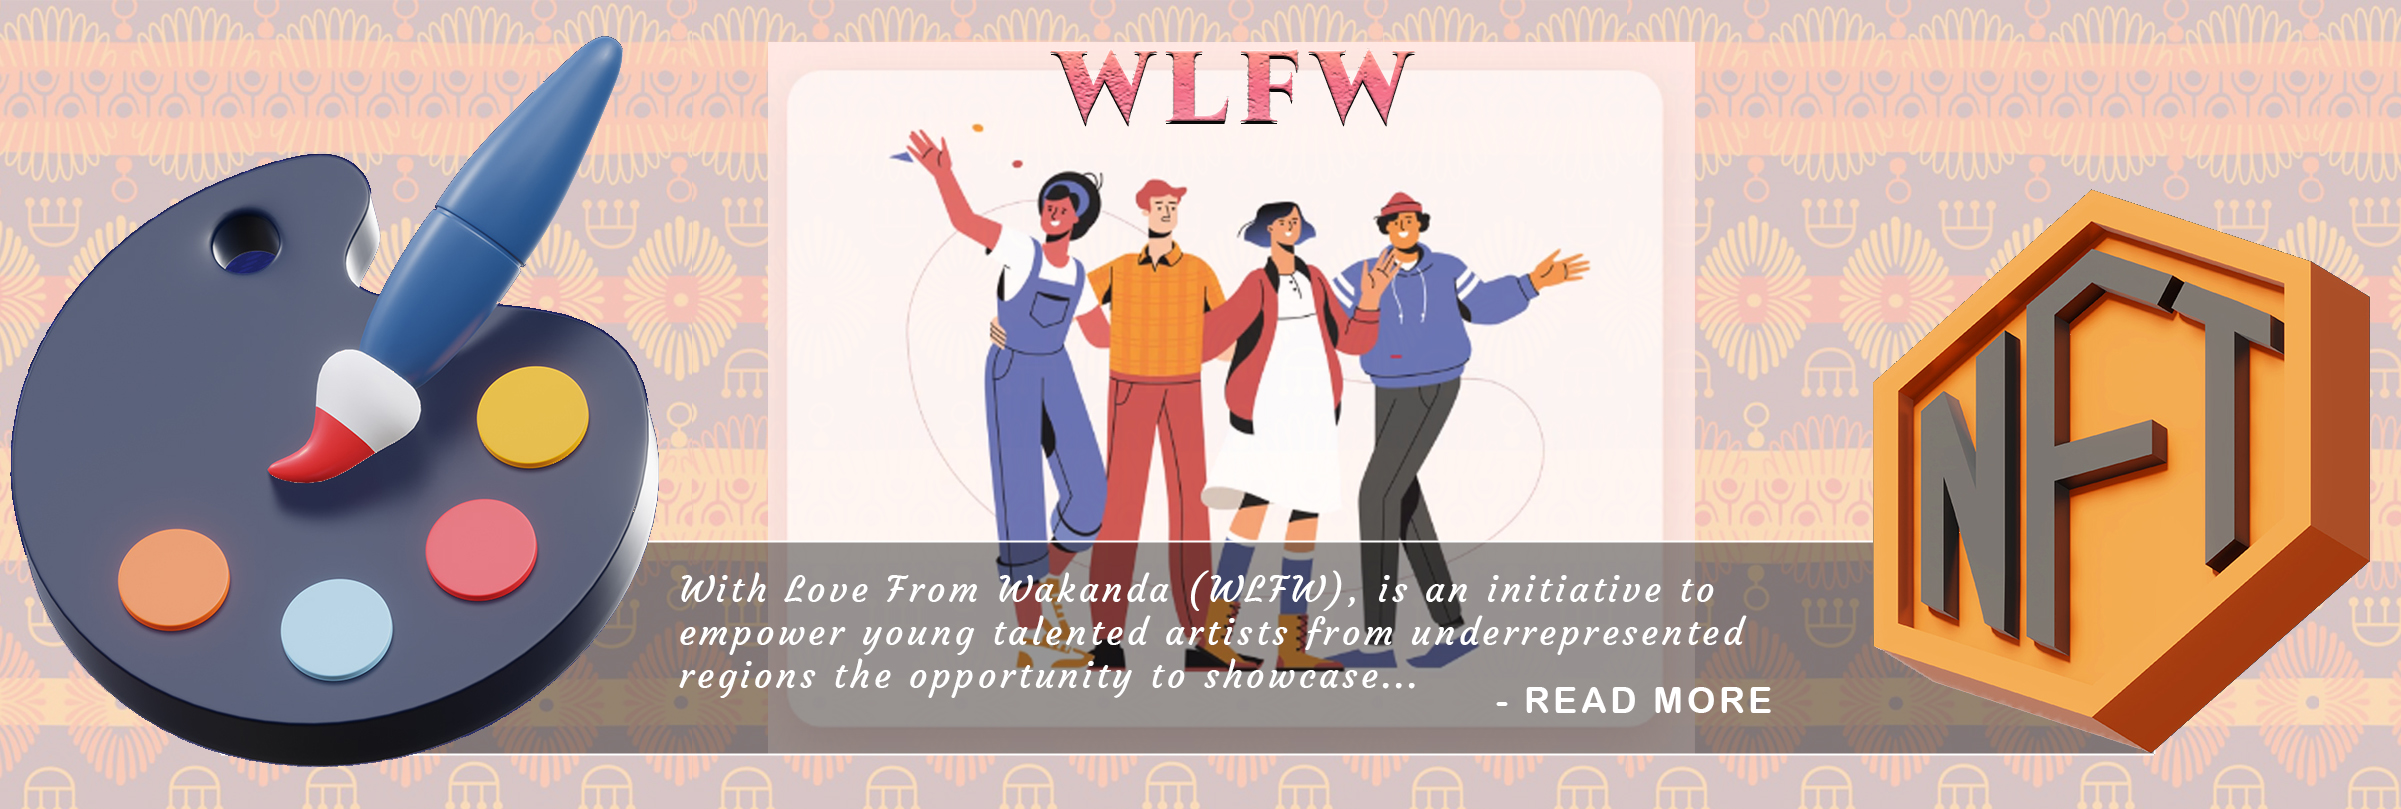 WLFW
With Love From Wakanda (WLFW), is an initiative to
empower young talented artists from underrepresented
regions the opportunity to showcase...
- READ MORE
NFT